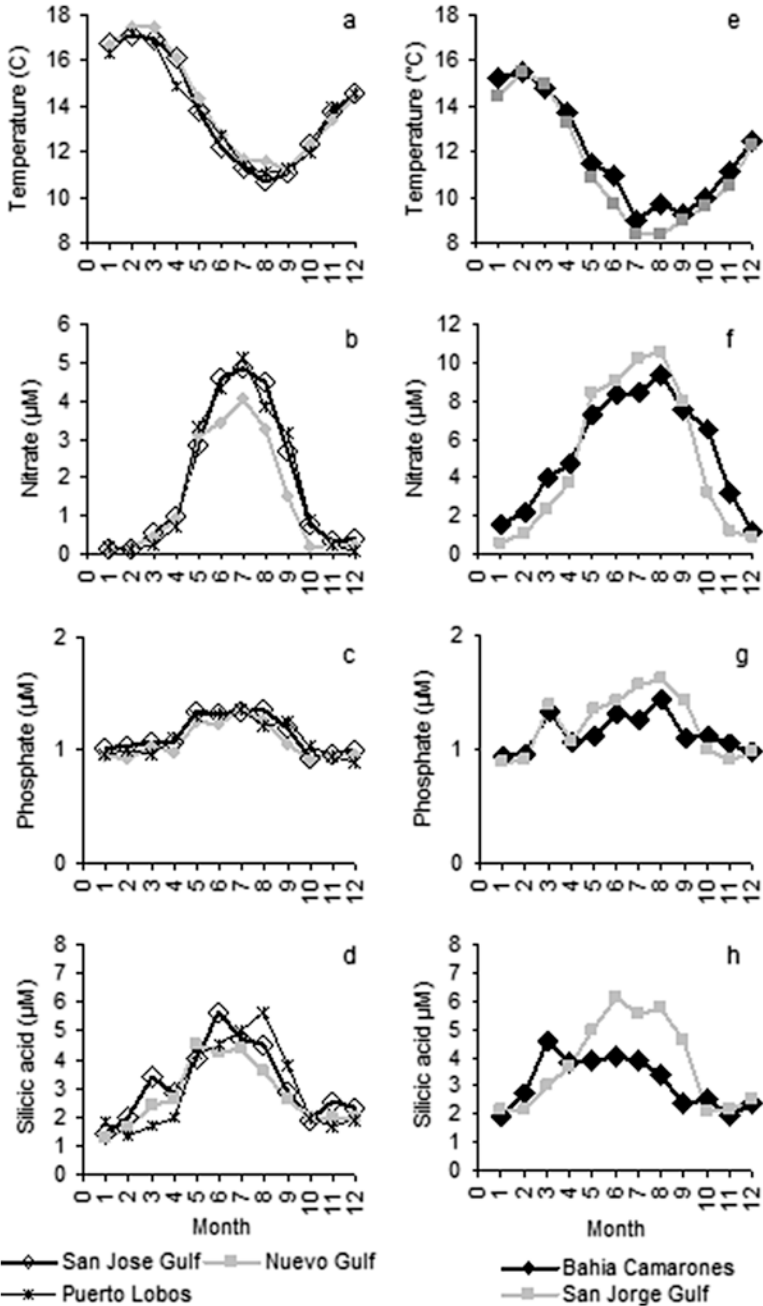 a
Temperature (C)
18
16
14
12
10
8
0 1 2 3 4 5 6 7 8 9 10 11 12
e
Temperature (°C)
18
16
14
12
10
8
0 1 2 3 4 5 6 7 8 9 10 11 12
b
Nitrate (µM)
6
5
4
3
2
1
0
0 1 2 3 4 5 6 7 8 9 10 11 12
f
Nitrate (µM)
12
10
8
6
4
2
0
0 1 2 3 4 5 6 7 8 9 10 11 12
c
Phosphate (µM)
2
1
0
0 1 2 3 4 5 6 7 8 9 10 11 12
g
Phosphate (µM)
2
1
0
0 1 2 3 4 5 6 7 8 9 10 11 12
d
Silicic acid (µM)
8
7
6
5
4
3
2
1
0
0 1 2 3 4 5 6 7 8 9 10 11 12
Month
h
Silicic acid µM)
8
7
6
5
4
3
2
1
0
0 1 2 3 4 5 6 7 8 9 10 11 12
Month
San Jose Gulf
Nuevo Gulf
Puerto Lobos
Bahia Camarones
San Jorge Gulf